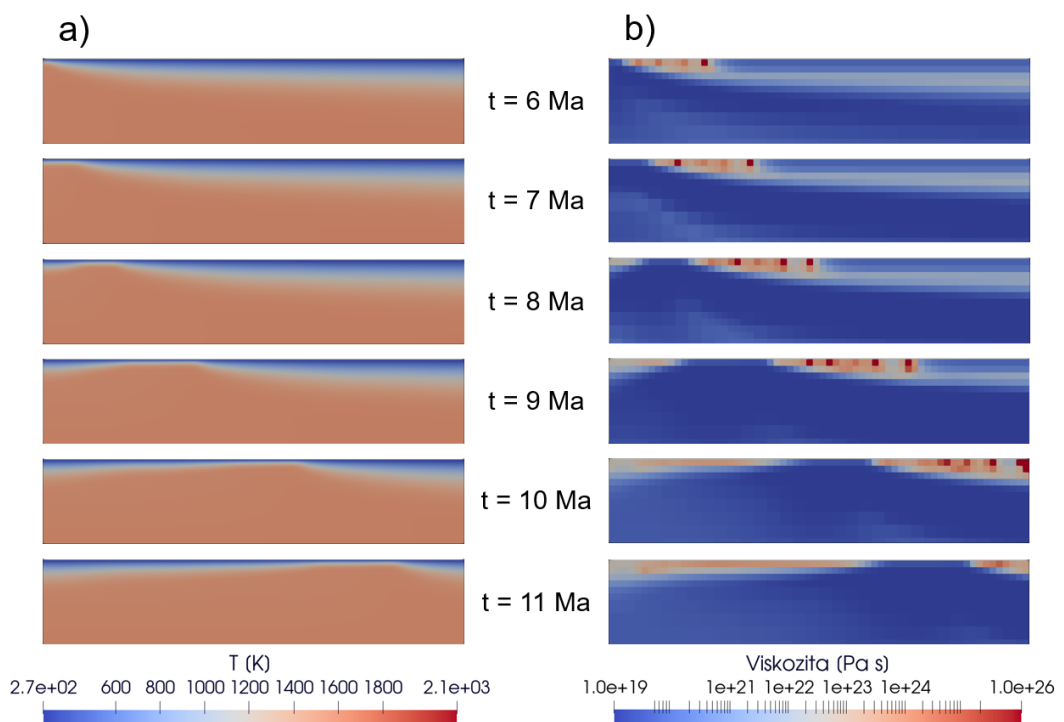 a)
b)
t = 6 Ma
t = 7 Ma
t = 8 Ma
t = 9 Ma
t = 10 Ma
t = 11 Ma
T (K)
2.7e+02 600 800 1000 1200 1400 1600 1800 2.1e+03
Viskozita (Pa s)
1.0e+19 1e+21 1e+22 1e+23 1e+24 1.0e+26